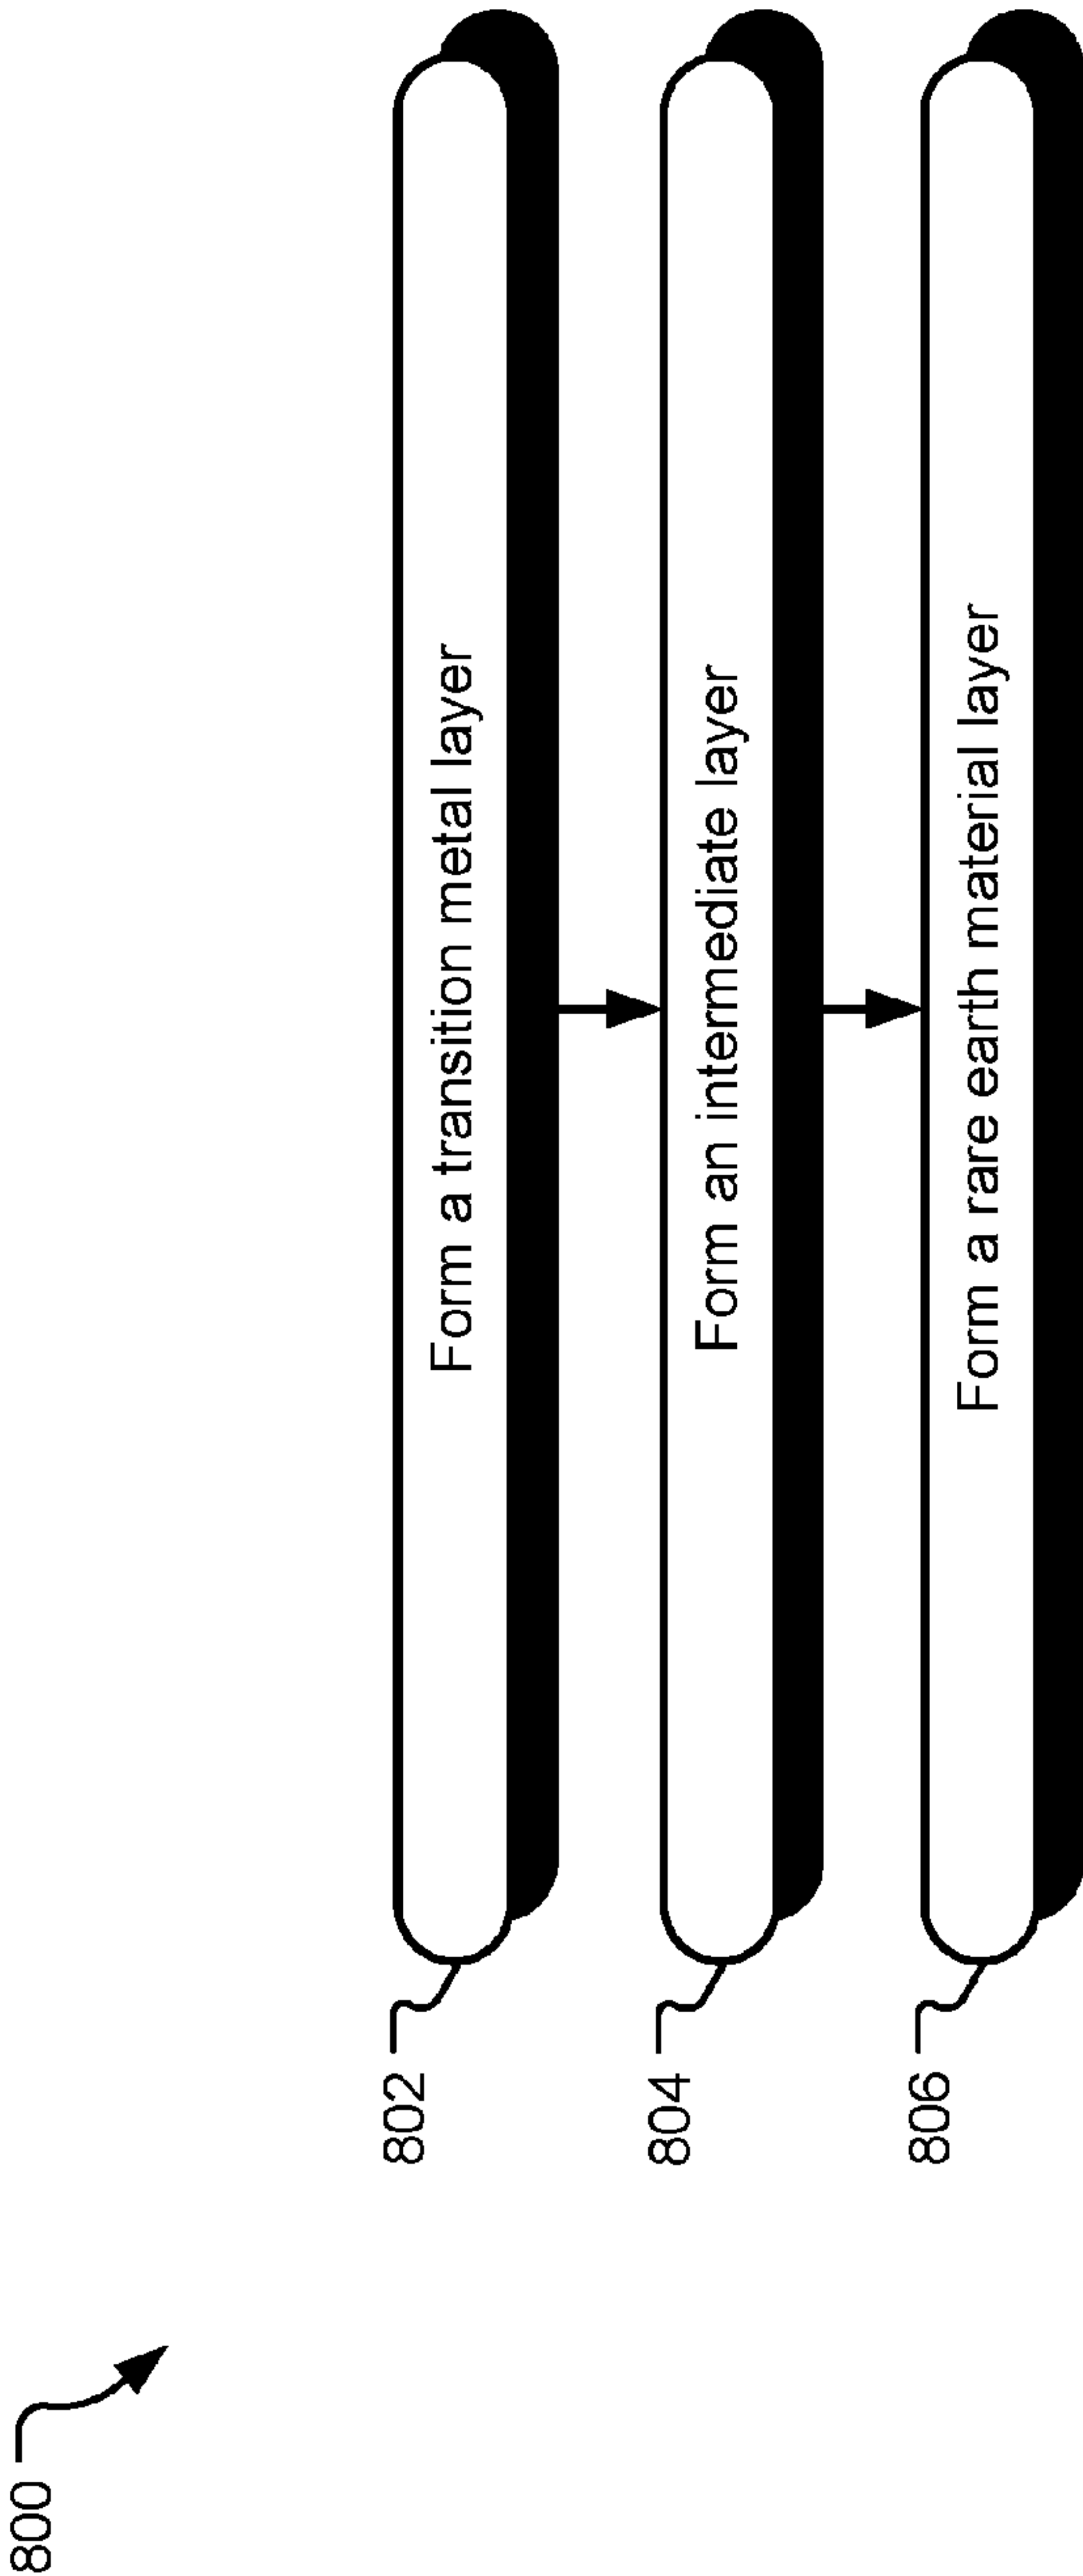 800
802
Form a transition metal layer
804
Form an intermediate layer
806
Form a rare earth material layer